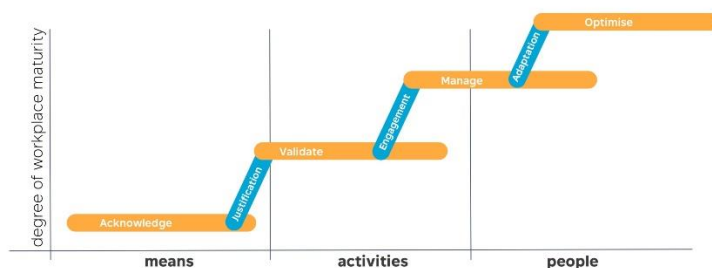 Optimise
Adaptation
Manage
Engagement
Validate
Justification
Acknowledge
degree of workplace maturity
means
activities
people